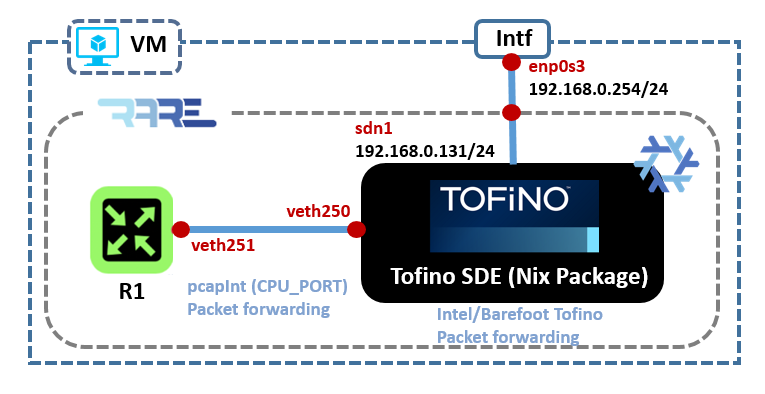 VM
Intf
enp0s3
192.168.0.254/24
RARE
sdn1
192.168.0.131/24
TOFiNO™
veth250
veth251
Tofino SDE (Nix Package)
R1
pcapInt (CPU_PORT)
Packet forwarding
Intel/Barefoot Tofino
Packet forwarding